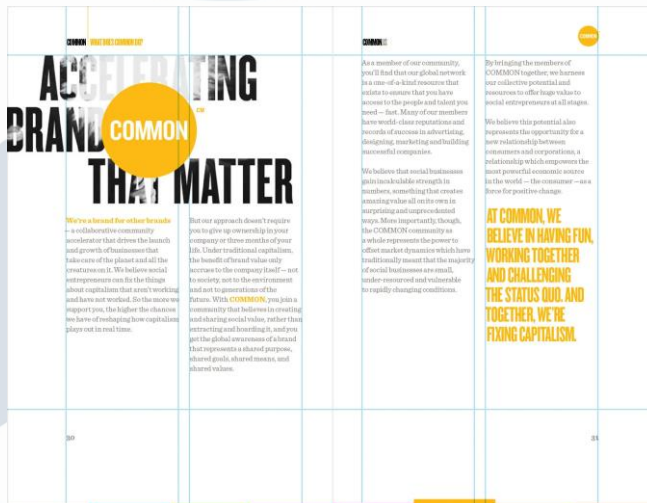 COMMON / WHAT DOES COMMON DO?
ACCELERATING
BRANDS
COMMON
™
THAT MATTER
We're a brand for other brands
— a collaborative community
accelerator that drives the launch
and growth of businesses that
take care of the planet and all the
creatures on it. We believe social
entrepreneurs can fix the things
about capitalism that aren't working
and have not worked. So the more we
support you, the higher the chances
we have of reshaping how capitalism
plays out in real time.
But our approach doesn't require
you to give up ownership in your
company or three months of your
life. Under traditional capitalism,
the benefit of brand value only
accrues to the company itself — not
to society, not to the environment
and not to generations of the
future. With COMMON, you join a
community that believes in creating
and sharing social value, rather than
extracting and hoarding it, and you
get the global awareness of a brand
that represents a shared purpose,
shared goals, shared means, and
shared values.
20
COMMON
COMMON
As a member of our community,
you'll find that our global network
is a one-of-a-kind resource that
exists to ensure that you have
access to the people and talent you
need — fast. Many of our members
have world-class reputations and
records of success in advertising,
designing, marketing and building
successful companies.
We believe that social businesses
gain incalculable strength in
numbers, something that creates
amazing value all on its own in
surprising and unprecedented
ways. More importantly, though,
the COMMON community as
a whole represents the power to
offset market dynamics which have
traditionally meant that the majority
of social businesses are small,
under-resourced and vulnerable
to rapidly changing conditions.
By bringing the members of
COMMON together, we harness
our collective potential and
resources to offer huge value to
social entrepreneurs at all stages.
We believe this potential also
represents the opportunity for a
new relationship between
consumers and corporations, a
relationship which empowers the
most powerful economic source
in the world — the consumer — as a
force for positive change.
AT COMMON, WE
BELIEVE IN HAVING FUN,
WORKING TOGETHER
AND CHALLENGING
THE STATUS QUO. AND
TOGETHER, WE'RE
FIXING CAPITALISM.
21